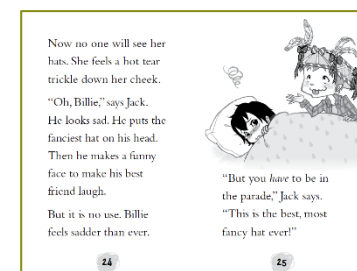 Now no one will see her
hats. She feels a hot tear
trickle down her cheek.
“Oh, Billie,” says Jack.
He looks sad. He puts the
fanciest hat on his head.
Then he makes a funny
face to make his best
friend laugh.
But it is no use. Billie
feels sadder than ever.
24
“But you have to be in
the parade,” Jack says.
“This is the best, most
fancy hat ever!”
25